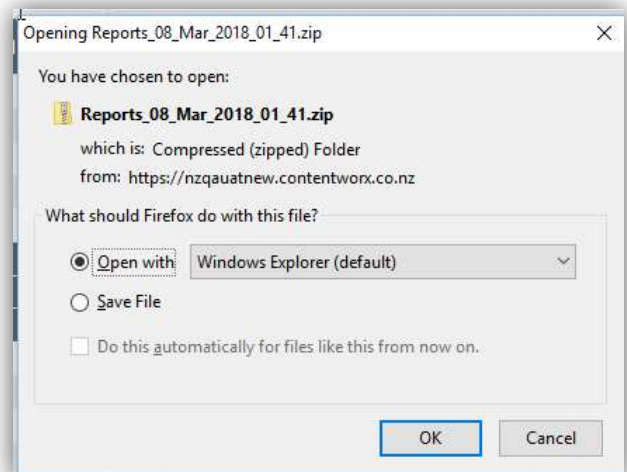 Opening Reports_08_Mar_2018_01_41.zip
You have chosen to open:
Reports_08_Mar_2018_01_41.zip
which is: Compressed (zipped) Folder
from: https://nzqauatnew.contentworx.co.nz
What should Firefox do with this file?
Open with Windows Explorer (default)
Save File
Do this automatically for files like this from now on.
OK Cancel